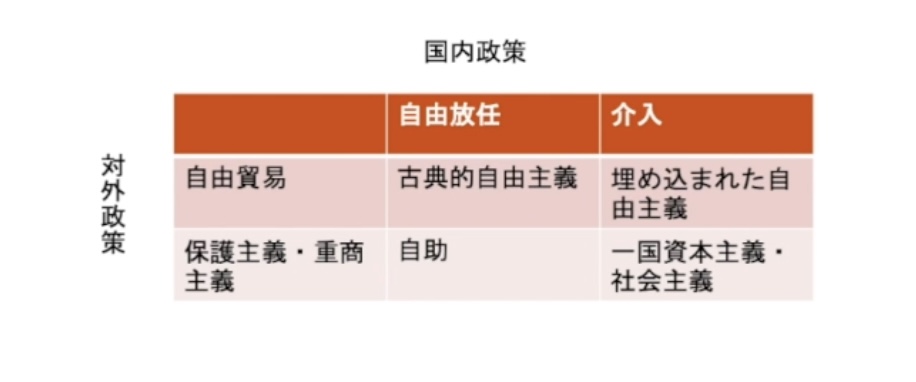 国内政策
自由放任
介入
対外政策
自由貿易
古典的自由主義
埋め込まれた自
由主義
保護主義・重商
主義
自助
一国資本主義・
社会主義